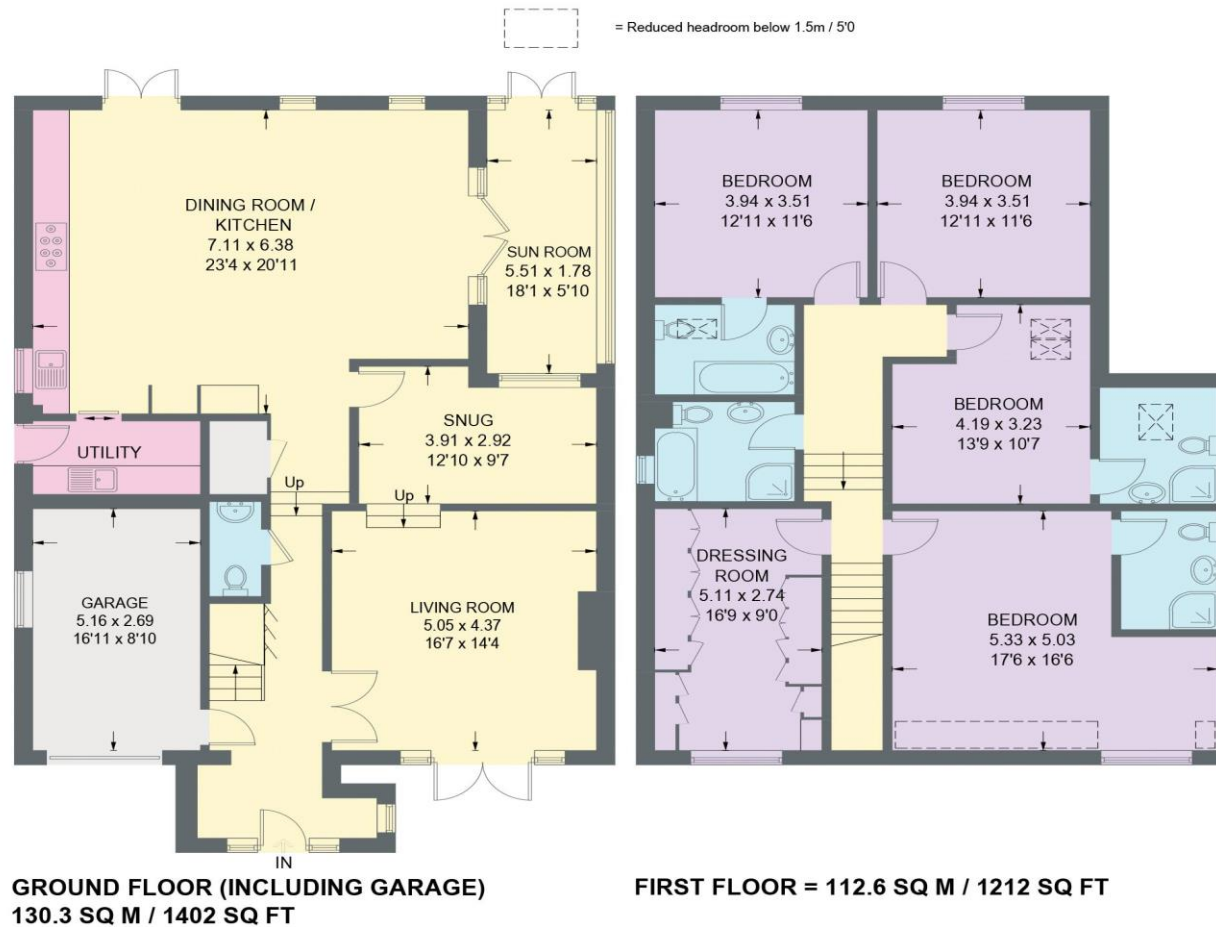 = Reduced headroom below 1.5m / 5'0
DINING ROOM /
KITCHEN
7.11 x 6.38
23'4 x 20'11
SUN ROOM
5.51 x 1.78
18'1 x 5'10
SNUG
3.91 x 2.92
12'10 x 9'7
UTILITY
Up
Up
GARAGE
5.16 x 2.69
16'11 x 8'10
LIVING ROOM
5.05 x 4.37
16'7 x 14'4
IN
GROUND FLOOR (INCLUDING GARAGE)
130.3 SQ M / 1402 SQ FT
BEDROOM
3.94 x 3.51
12'11 x 11'6
BEDROOM
3.94 x 3.51
12'11 x 11'6
BEDROOM
4.19 x 3.23
13'9 x 10'7
DRESSING
ROOM
5.11 x 2.74
16'9 x 9'0
BEDROOM
5.33 x 5.03
17'6 x 16'6
FIRST FLOOR = 112.6 SQ M / 1212 SQ FT